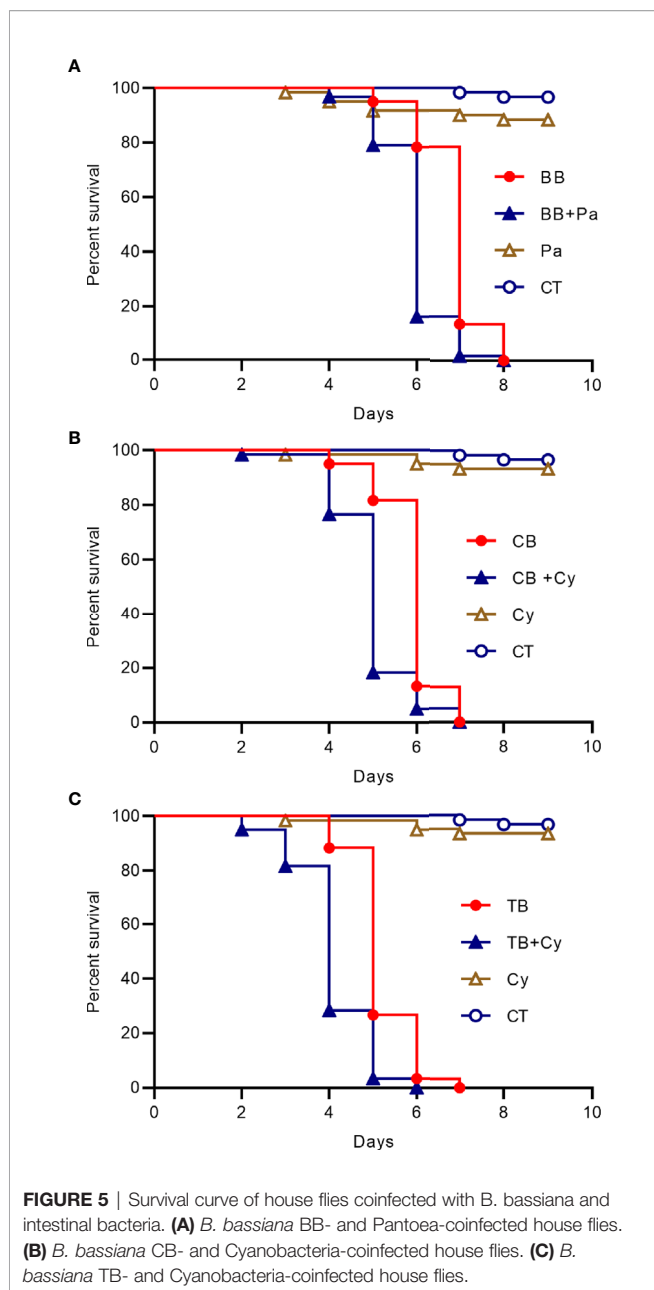 A
Percent survival
100
80
60
40
20
0
BB
BB+Pa
Pa
CT
0 2 4 6 8 10
Days
B
Percent survival
100
80
60
40
20
0
CB
CB +Cy
Cy
CT
0 2 4 6 8 10
Days
C
Percent survival
100
80
60
40
20
0
TB
TB+Cy
Cy
CT
0 2 4 6 8 10
Days
FIGURE 5 | Survival curve of house flies coinfected with B. bassiana and
intestinal bacteria. (A) B. bassiana BB- and Pantoea-coinfected house flies.
(B) B. bassiana CB- and Cyanobacteria-coinfected house flies. (C) B.
bassiana TB- and Cyanobacteria-coinfected house flies.